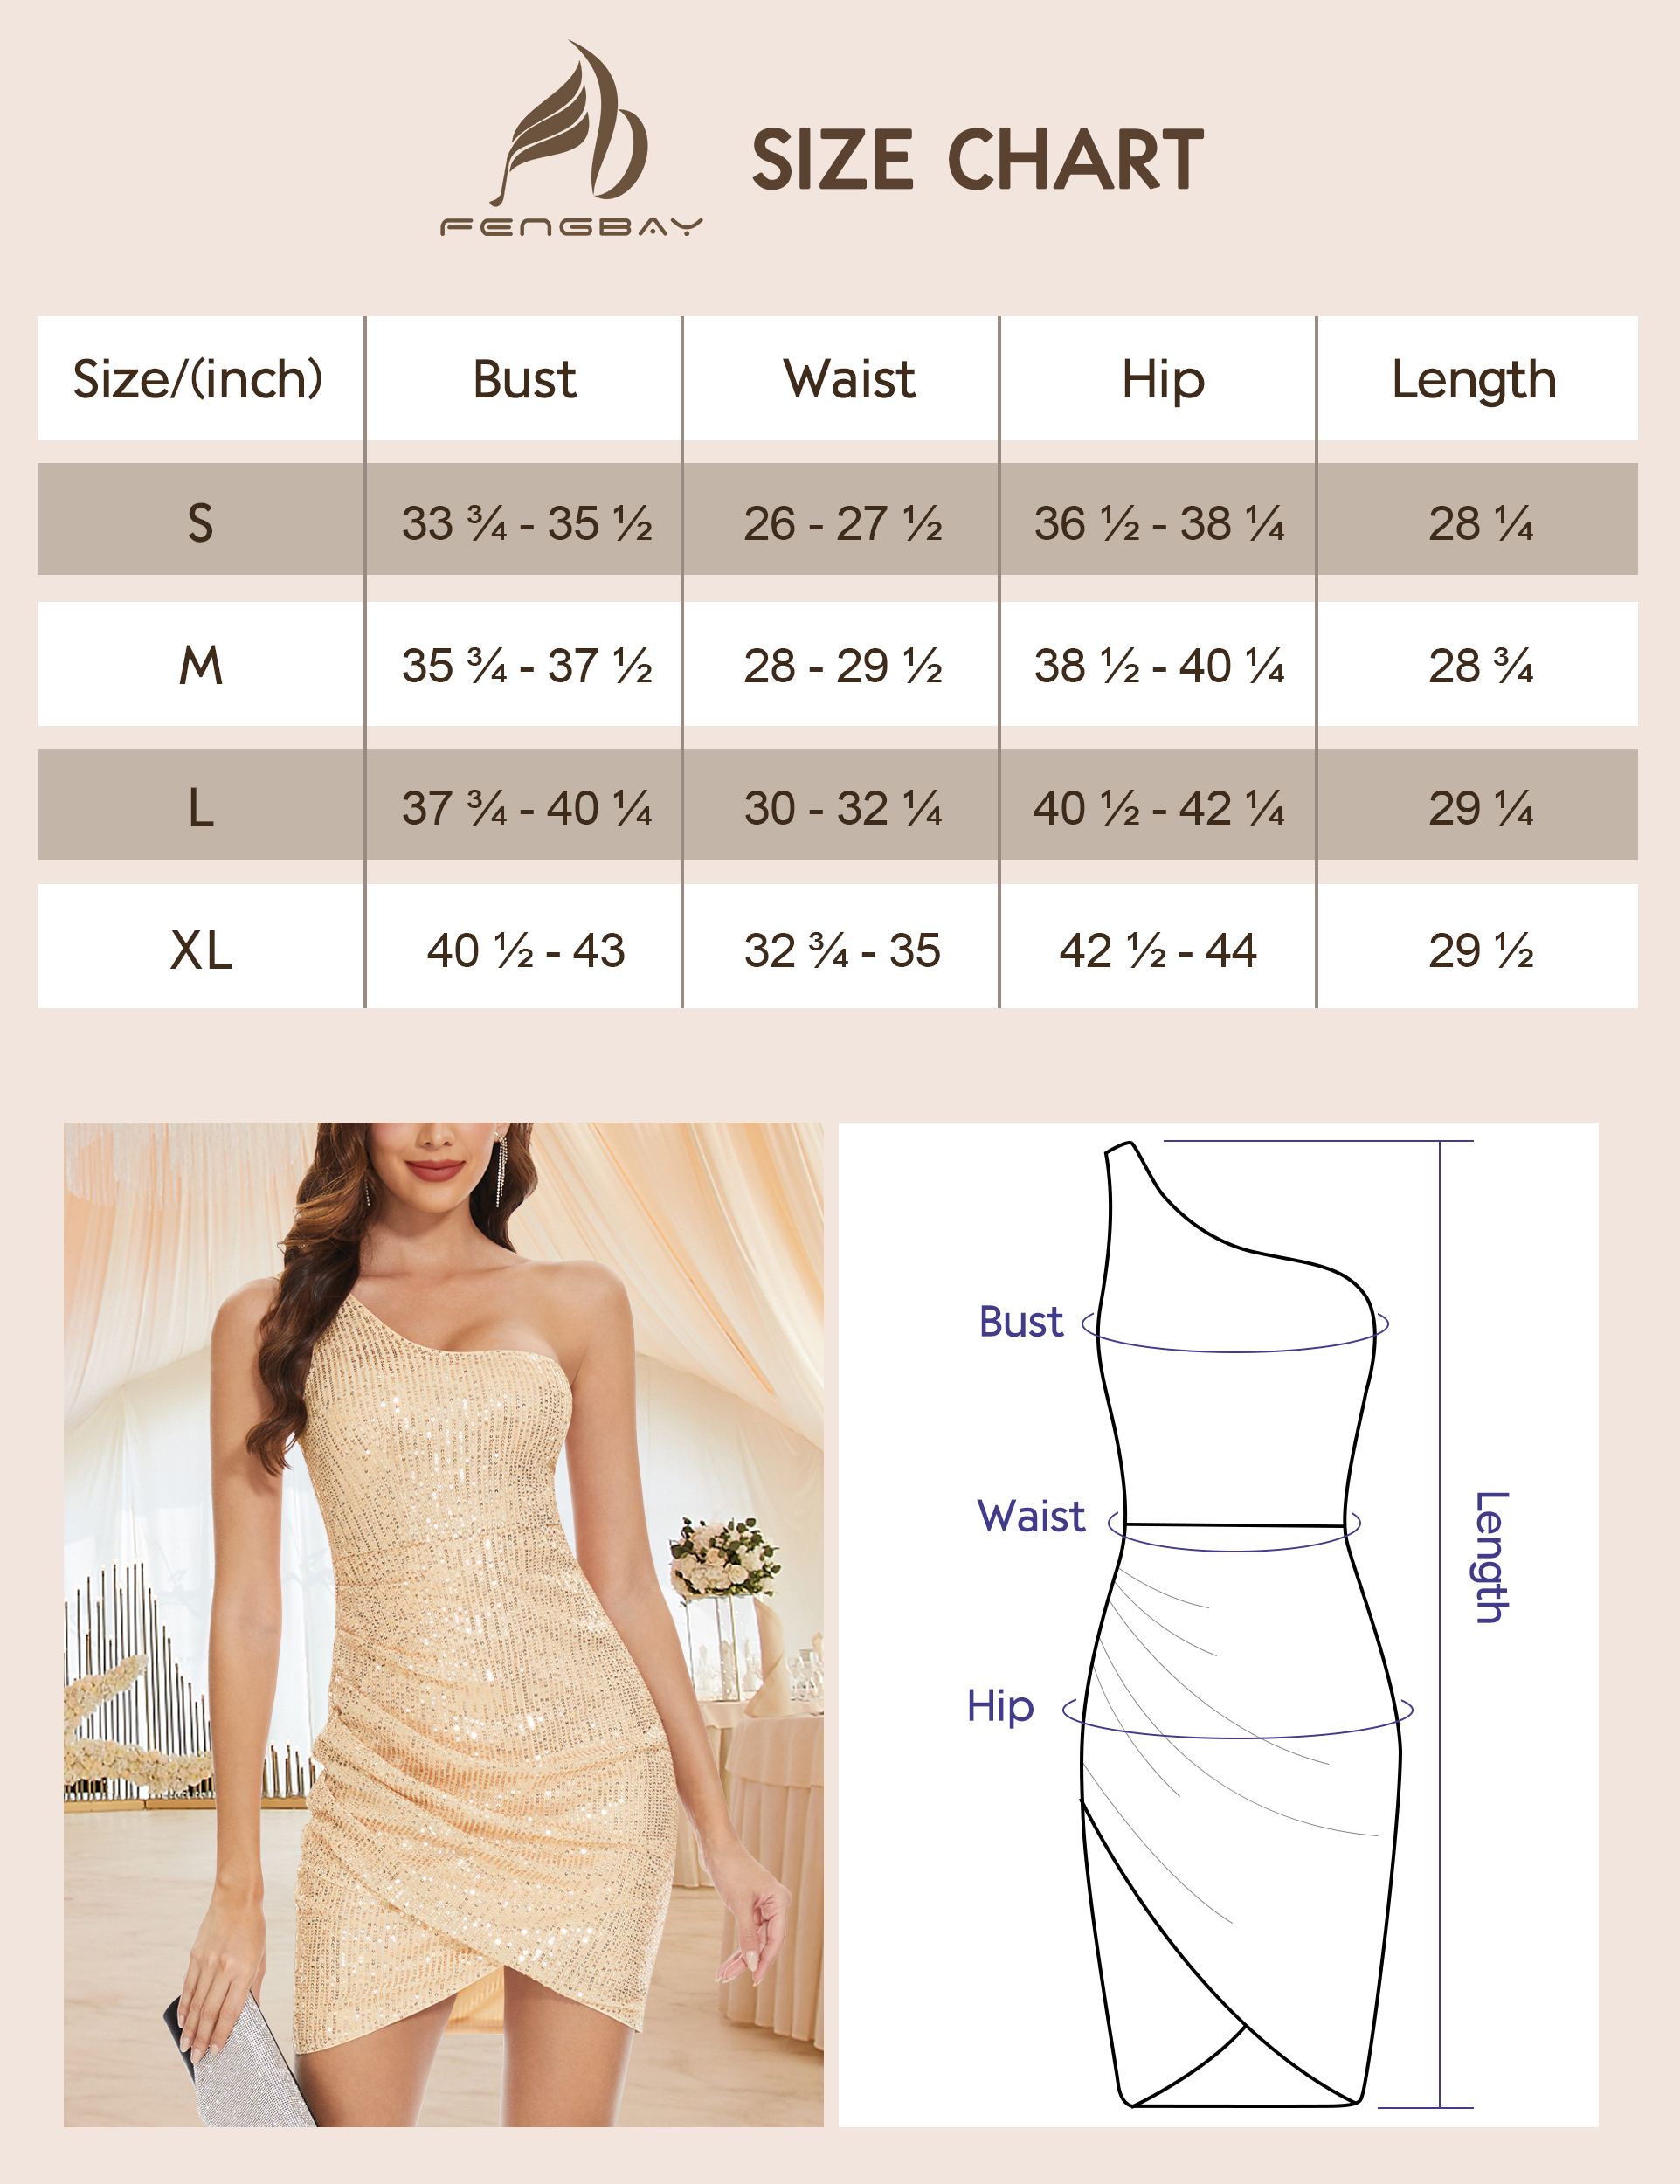 FENGBAY
SIZE CHART
Size/(inch) Bust Waist Hip Length
S 33 ¾ - 35 ½ 26 - 27 ½ 36 ½ - 38 ¼ 28 ¼
M 35 ¾ - 37 ½ 28 - 29 ½ 38 ½ - 40 ¼ 28 ¾
L 37 ¾ - 40 ¼ 30 - 32 ¼ 40 ½ - 42 ¼ 29 ¼
XL 40 ½ - 43 32 ¾ - 35 42 ½ - 44 29 ½
Bust
Waist
Hip
Length